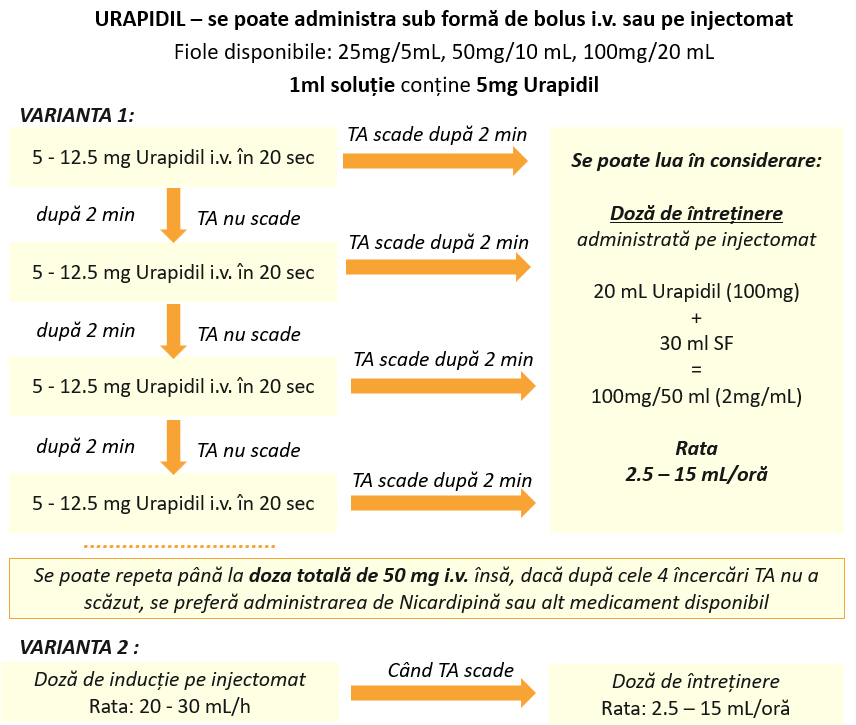 URAPIDIL – se poate administra sub formă de bolus i.v. sau pe injectomat
Fiole disponibile: 25mg/5mL, 50mg/10 mL, 100mg/20 mL
1ml soluție conține 5mg Urapidil
VARIANTA 1:
5 - 12.5 mg Urapidil i.v. în 20 sec
TA scade după 2 min
după 2 min
TA nu scade
5 - 12.5 mg Urapidil i.v. în 20 sec
TA scade după 2 min
după 2 min
TA nu scade
5 - 12.5 mg Urapidil i.v. în 20 sec
TA scade după 2 min
după 2 min
TA nu scade
5 - 12.5 mg Urapidil i.v. în 20 sec
TA scade după 2 min
Se poate lua în considerare:
Doză de întreținere
administrată pe injectomat
20 mL Urapidil (100mg)
+
30 ml SF
=
100mg/50 ml (2mg/mL)
Rata
2.5 – 15 mL/oră
Se poate repeta până la doza totală de 50 mg i.v. însă, dacă după cele 4 încercări TA nu a
scăzut, se preferă administrarea de Nicardipină sau alt medicament disponibil
VARIANTA 2 :
Doză de inducție pe injectomat
Rata: 20 - 30 mL/h
Când TA scade
Doză de întreținere
Rata: 2.5 – 15 mL/oră